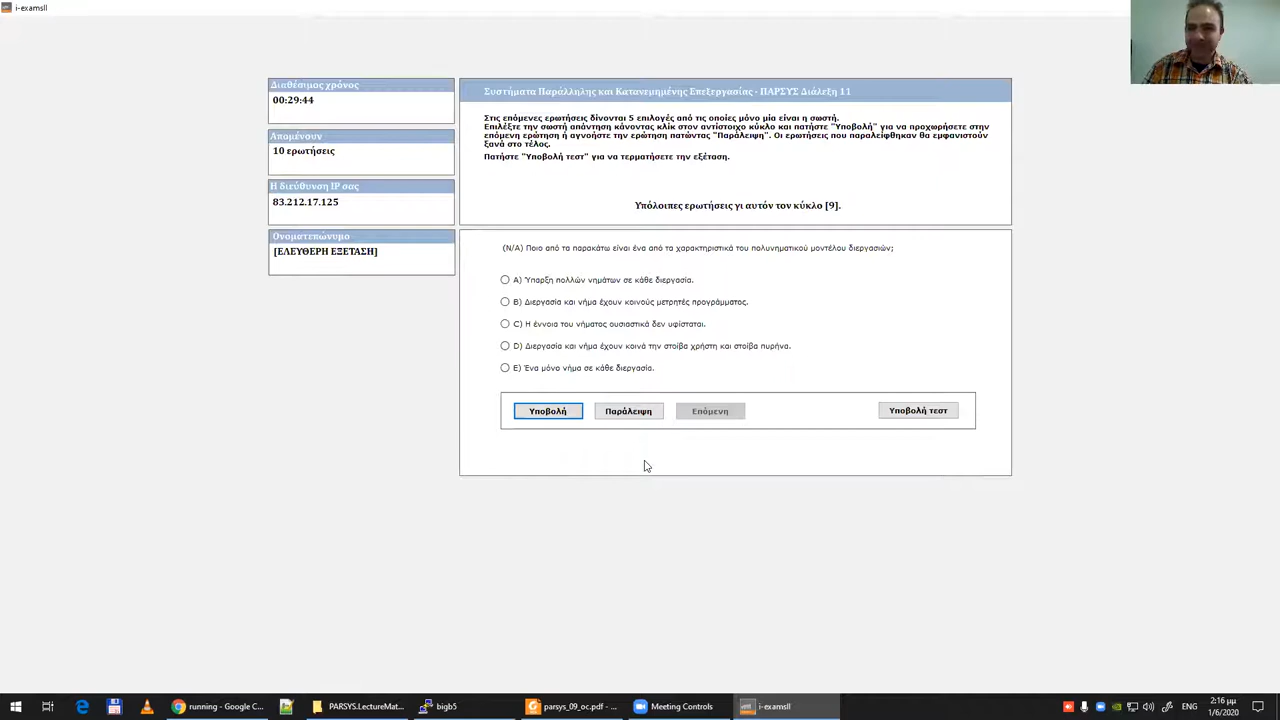 i-examsII
Διαθέσιμος χρόνος
00:29:44
Απομένουν
10 ερωτήσεις
Η διεύθυνση IP σας
83.212.17.125
Ονοματεπώνυμο
[ΕΛΕΥΘΕΡΗ ΕΞΕΤΑΣΗ]
Συστήματα Παράλληλης και Κατανεμημένης Επεξεργασίας - ΠΑΡΣΥΣ Διάλεξη 11
Στις επόμενες ερωτήσεις δίνονται 5 επιλογές από τις οποίες μόνο μία είναι η σωστή.
Επιλέξτε την σωστή απάντηση κάνοντας κλίκ στον αντίστοιχο κύκλο και πατήστε "Υποβολή" για να προχωρήσετε στην
επόμενη ερώτηση ή αγνοήστε την ερώτηση πατώντας "Παράλειψη". Οι ερωτήσεις που παραλείφθηκαν θα εμφανιστούν
ξανά στο τέλος.
Πατήστε "Υποβολή τεστ" για να τερματήσετε την εξέταση.
Υπόλοιπες ερωτήσεις γι αυτόν τον κύκλο [9].
(N/A) Ποιο από τα παρακάτω είναι ένα από τα χαρακτηριστικά του πολυνηματικού μοντέλου διεργασιών;
A) Ύπαρξη πολλών νημάτων σε κάθε διεργασία.
B) Διεργασία και νήμα έχουν κοινούς μετρητές προγράμματος.
C) Η έννοια του νήματος ουσιαστικά δεν υφίσταται.
D) Διεργασία και νήμα έχουν κοινά την στοίβα χρήστη και στοίβα πυρήνα.
E) Ένα μόνο νήμα σε κάθε διεργασία.
Υποβολή Παράλειψη Επόμενη Υποβολή τεστ
running - Google C... PARSYS.LectureMat... bigb5 parsys_09_oc.pdf - ... Meeting Controls i-examsII ENG 2:16 μμ
1/6/2020